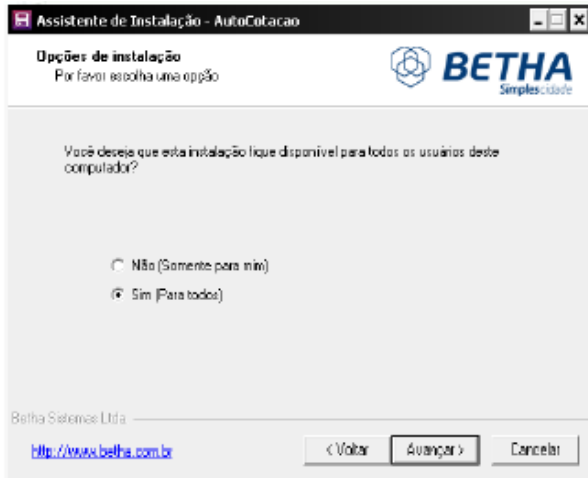 Assistente de Instalação - AutoCotacao
Opções de instalação
Por favor escolha uma opção
BETHA
Simplescidade
Você deseja que esta instalação fique disponível para todos os usuários deste
computador?
Não (Somente para mim)
Sim (Para todos)
Betha Sistemas Ltda
http://www.betha.com.br
< Voltar
Avançar >
Cancelar